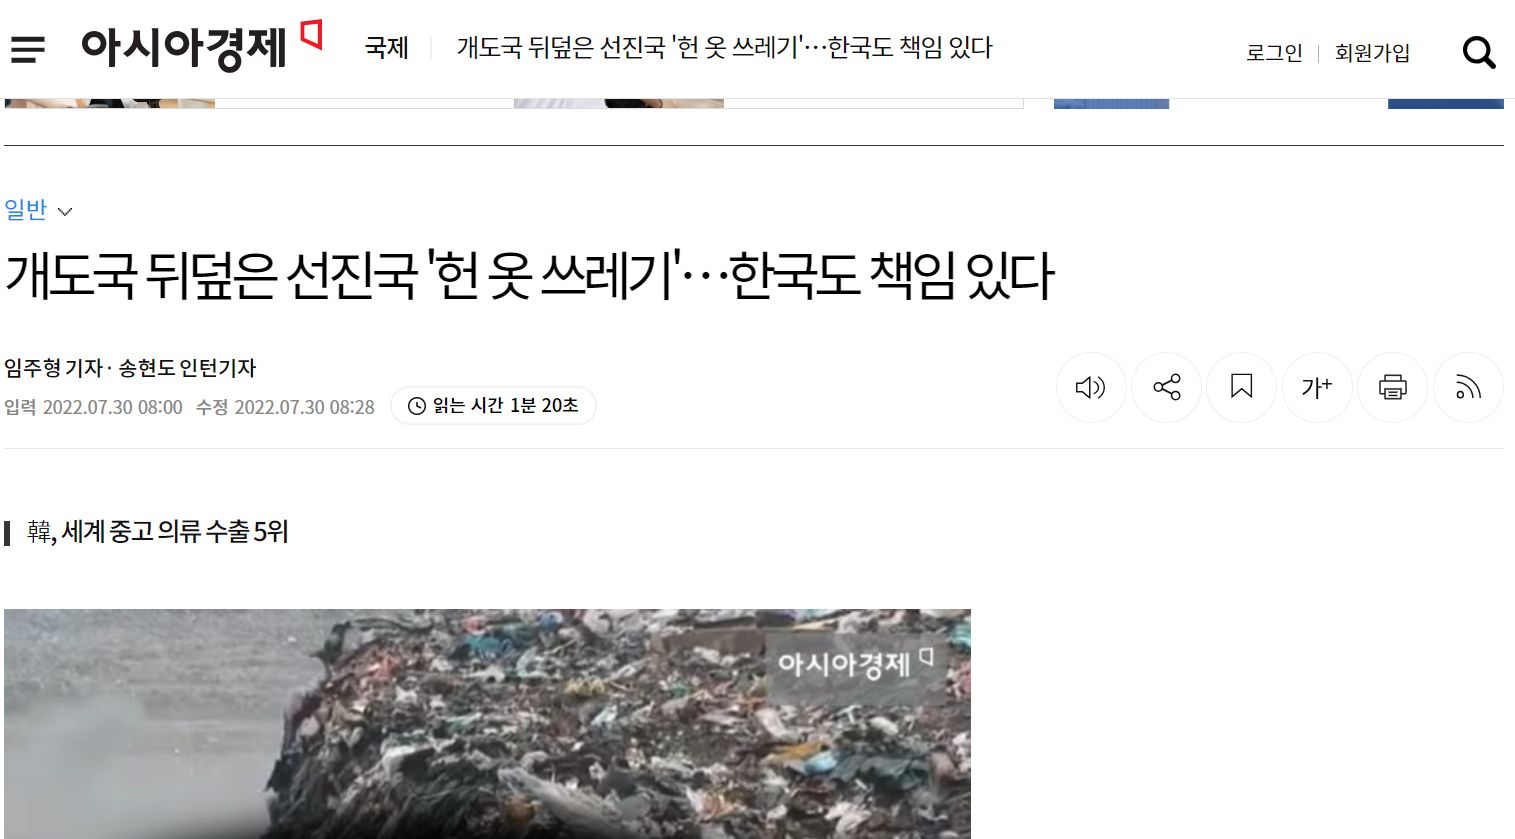 아시아경제
국제
개도국 뒤덮은 선진국 '헌 옷 쓰레기'…한국도 책임 있다
로그인
회원가입
일반
개도국 뒤덮은 선진국 '헌 옷 쓰레기'…한국도 책임 있다
임주형 기자 · 송현도 인턴기자
입력 2022.07.30 08:00 수정 2022.07.30 08:28 읽는 시간 1분 20초
가+
韓, 세계 중고 의류 수출 5위
아시아경제